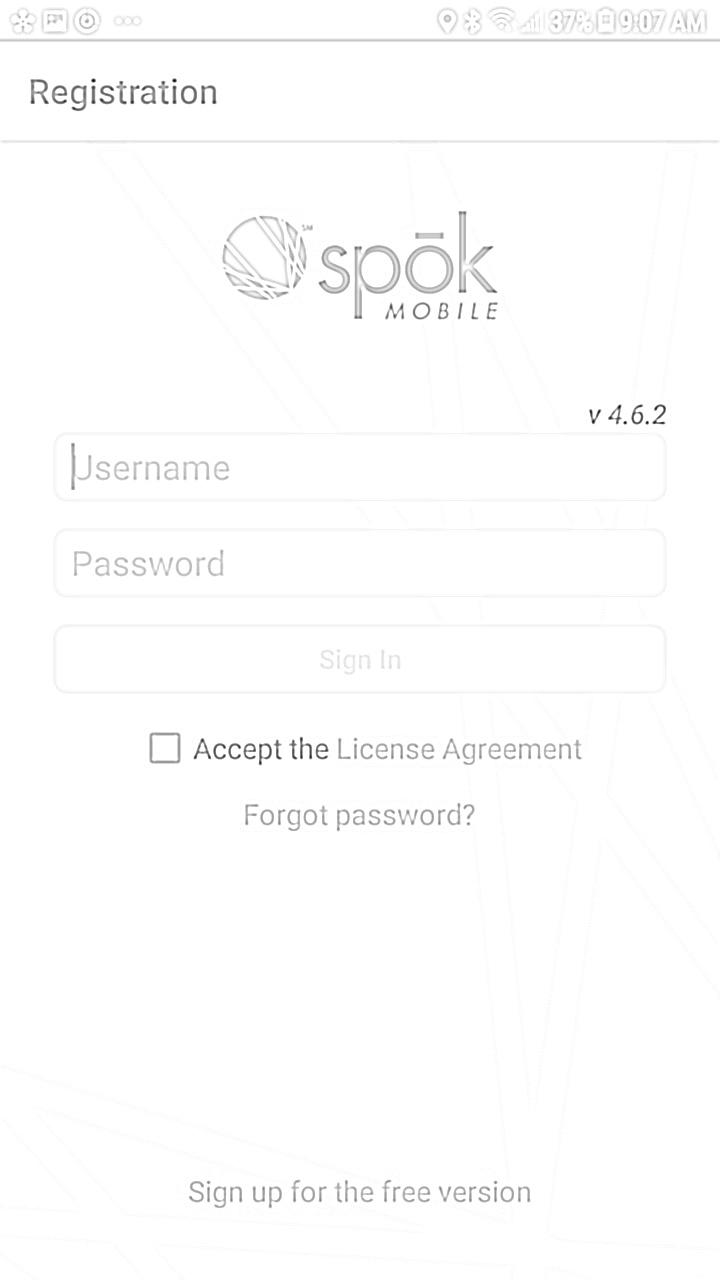 37% 9:07 AM
Registration
spōk
SM
MOBILE
v 4.6.2
Username
Password
Sign In
Accept the License Agreement
Forgot password?
Sign up for the free version